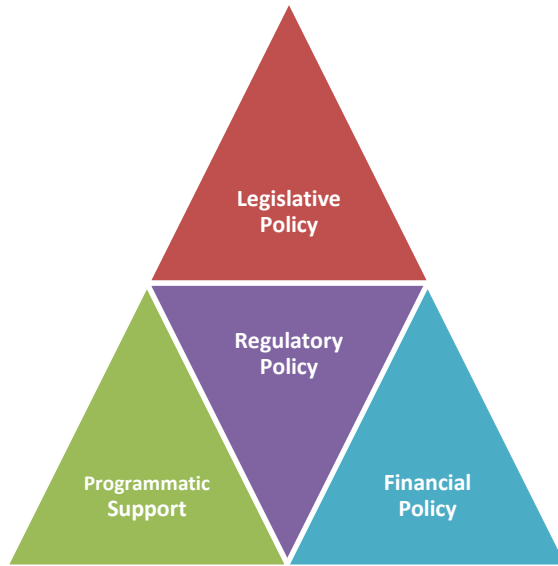 Legislative
Policy
Regulatory
Policy
Programmatic
Support
Financial
Policy